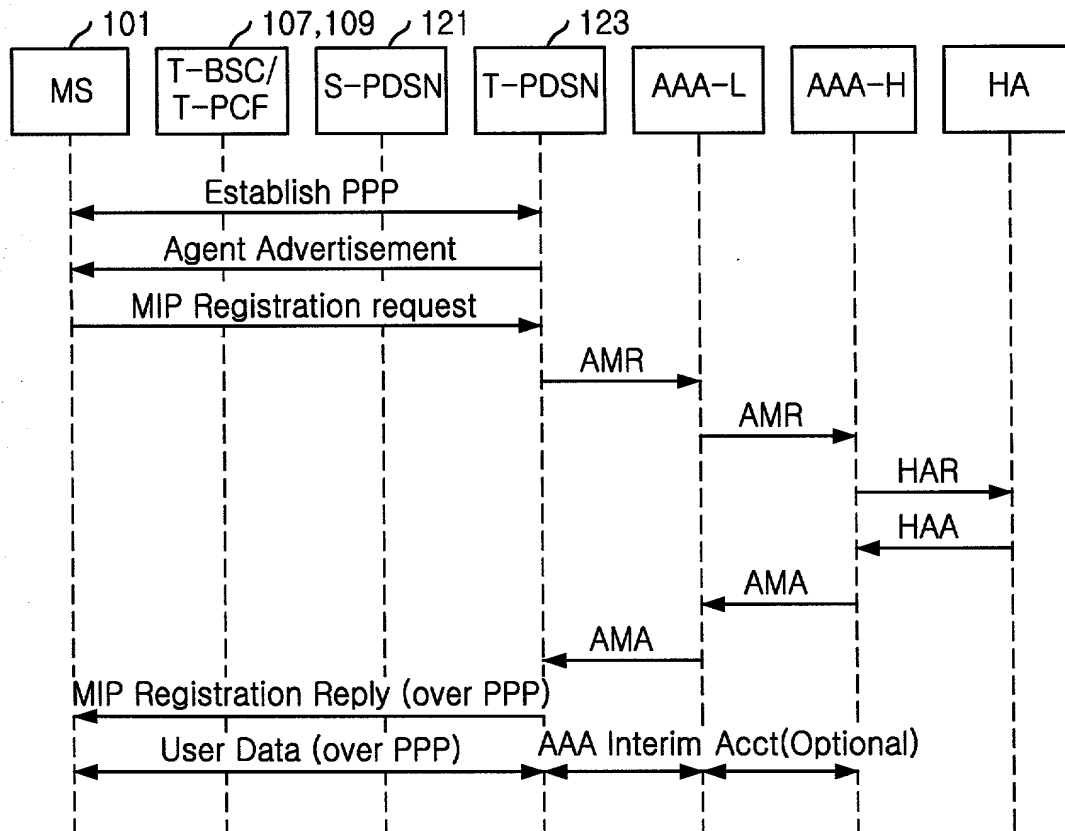 101
107,109
121
123
MS
T-BSC/
T-PCF
S-PDSN
T-PDSN
AAA-L
AAA-H
HA
Establish PPP
Agent Advertisement
MIP Registration request
AMR
AMR
HAR
HAA
AMA
AMA
MIP Registration Reply (over PPP)
User Data (over PPP)
AAA Interim Acct(Optional)